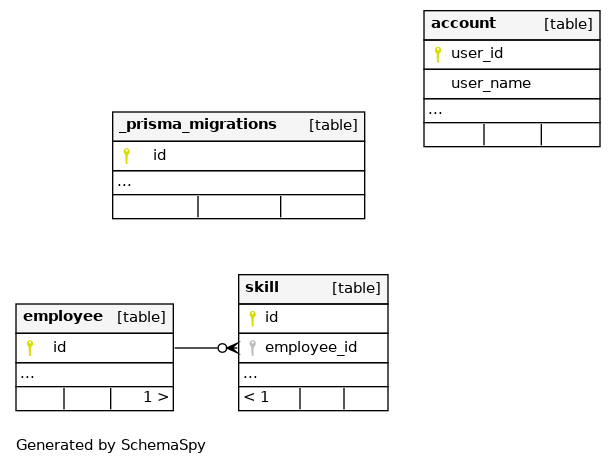 account [table]
user_id
user_name
...
_prisma_migrations [table]
id
...
skill [table]
id
employee_id
...
< 1
employee [table]
id
...
1 >
Generated by SchemaSpy